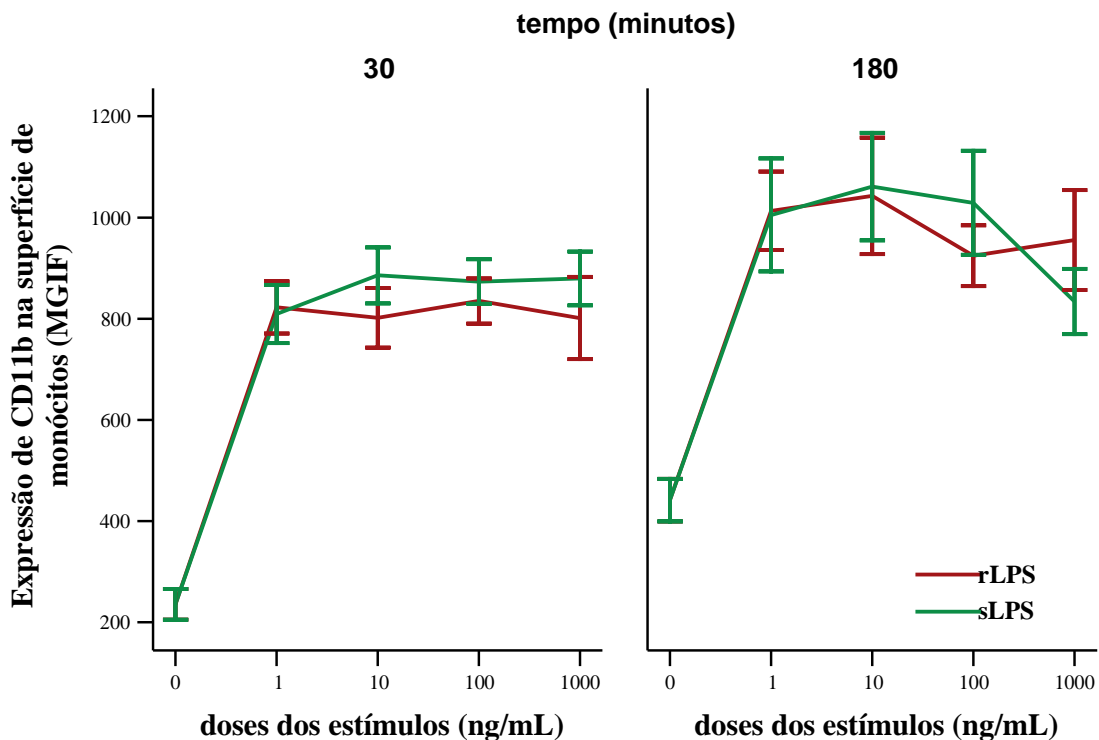 tempo (minutos)
30
180
Expressão de CD11b na superfície de
monócitos (MGIF)
1200
1000
800
600
400
200
0
1
10
100
1000
0
1
10
100
1000
rLPS
sLPS
doses dos estímulos (ng/mL)
doses dos estímulos (ng/mL)